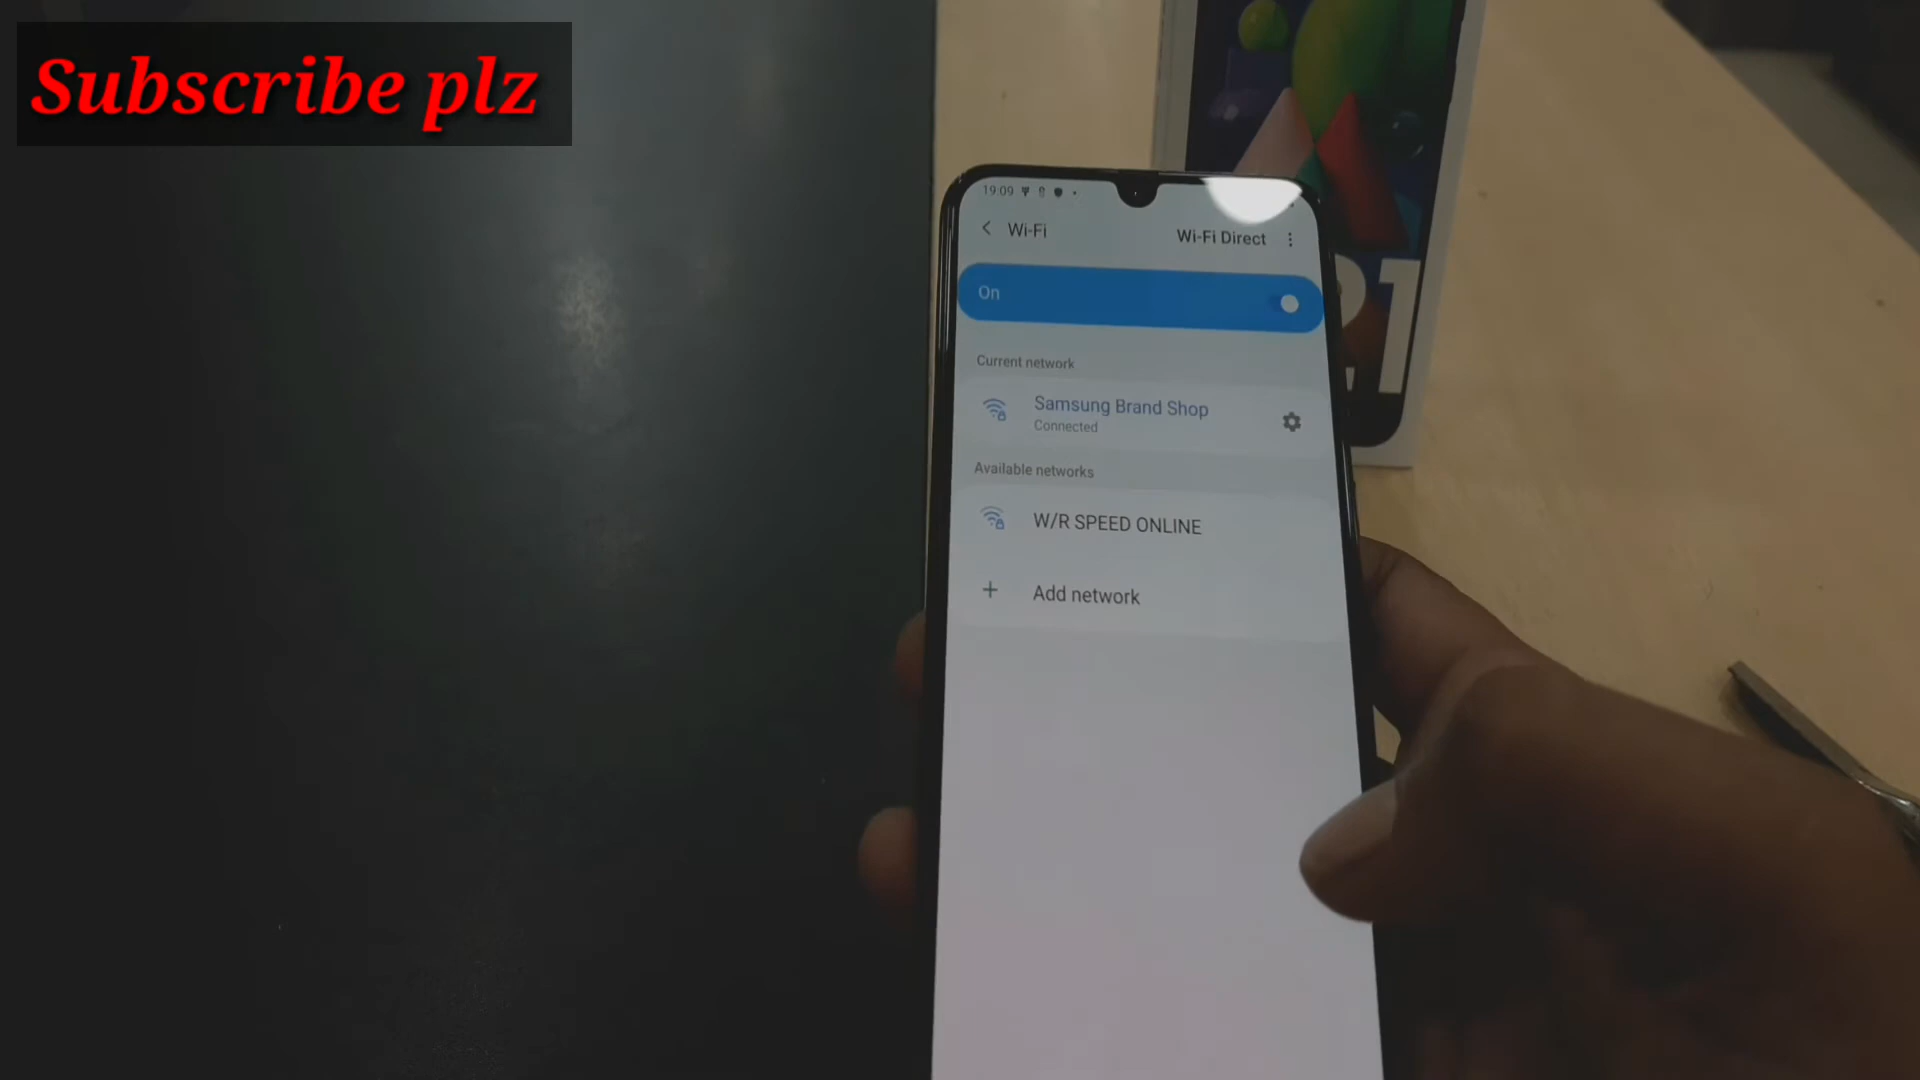 Subscribe plz
19:09
Wi-Fi
Wi-Fi Direct
On
Current network
Samsung Brand Shop
Connected
Available networks
W/R SPEED ONLINE
Add network